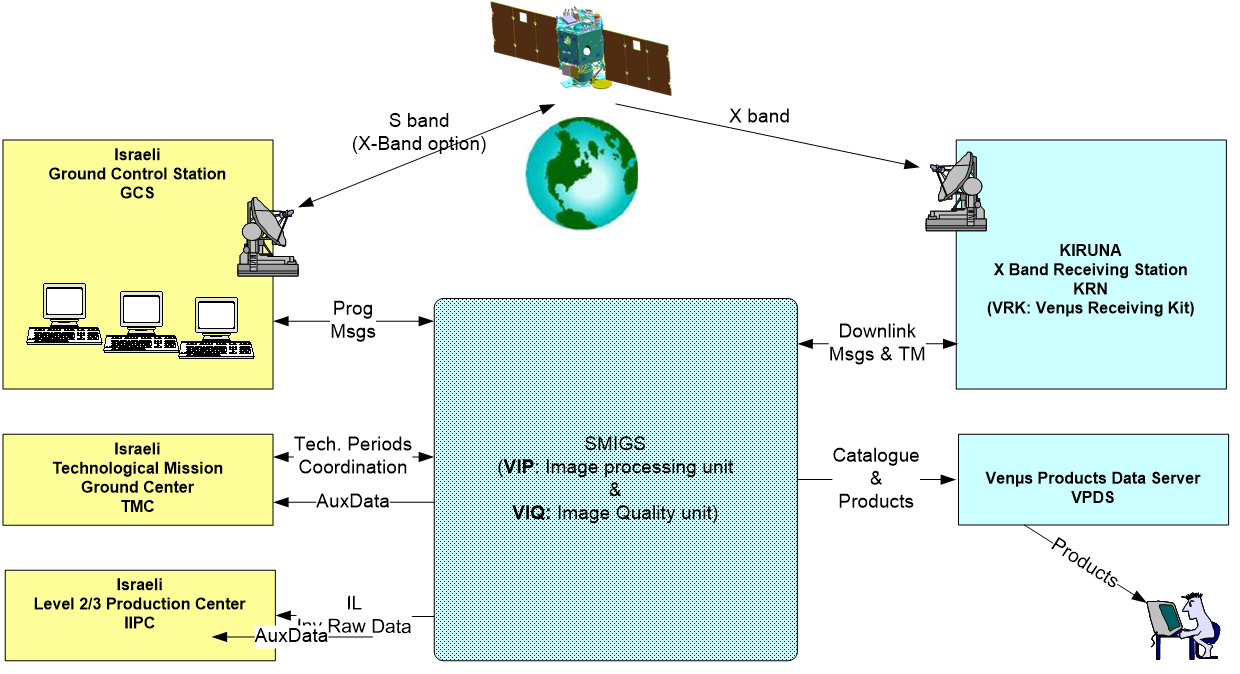 S band
(X-Band option)
X band
Israeli
Ground Control Station
GCS
KIRUNA
X Band Receiving Station
KRN
(VRK: Venµs Receiving Kit)
Prog
Msgs
Downlink
Msgs & TM
Israeli
Technological Mission
Ground Center
TMC
Tech. Periods
Coordination
AuxData
SMIGS
(VIP: Image processing unit
&
VIQ: Image Quality unit)
Catalogue
&
Products
Venµs Products Data Server
VPDS
Products
Israeli
Level 2/3 Production Center
IIPC
IL
Raw Data
AuxData